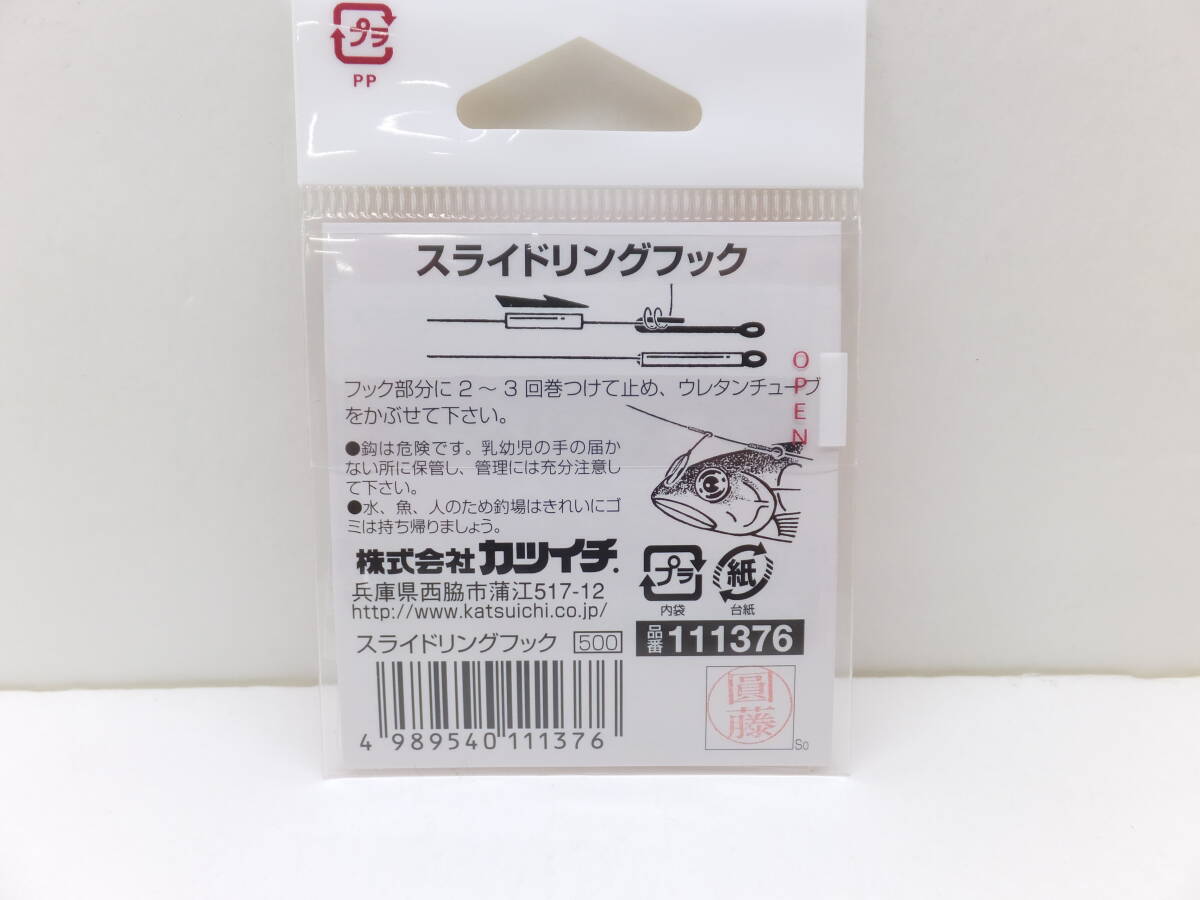 プラ
PP
スライドリングフック
OPEN
フック部分に2～3回巻つけて止め、ウレタンチューブ
をかぶせて下さい。
●鈎は危険です。乳幼児の手の届か
ない所に保管し、管理には充分注意し
て下さい。
●水、魚、人のため釣場はきれいにゴ
ミは持ち帰りましょう。
株式会社 カツイチ.
兵庫県西脇市蒲江517-12
http://www.katsuichi.co.jp/
プラ
内袋
紙
台紙
スライドリングフック 500
品番 111376
4 989540 111376
圓藤
So